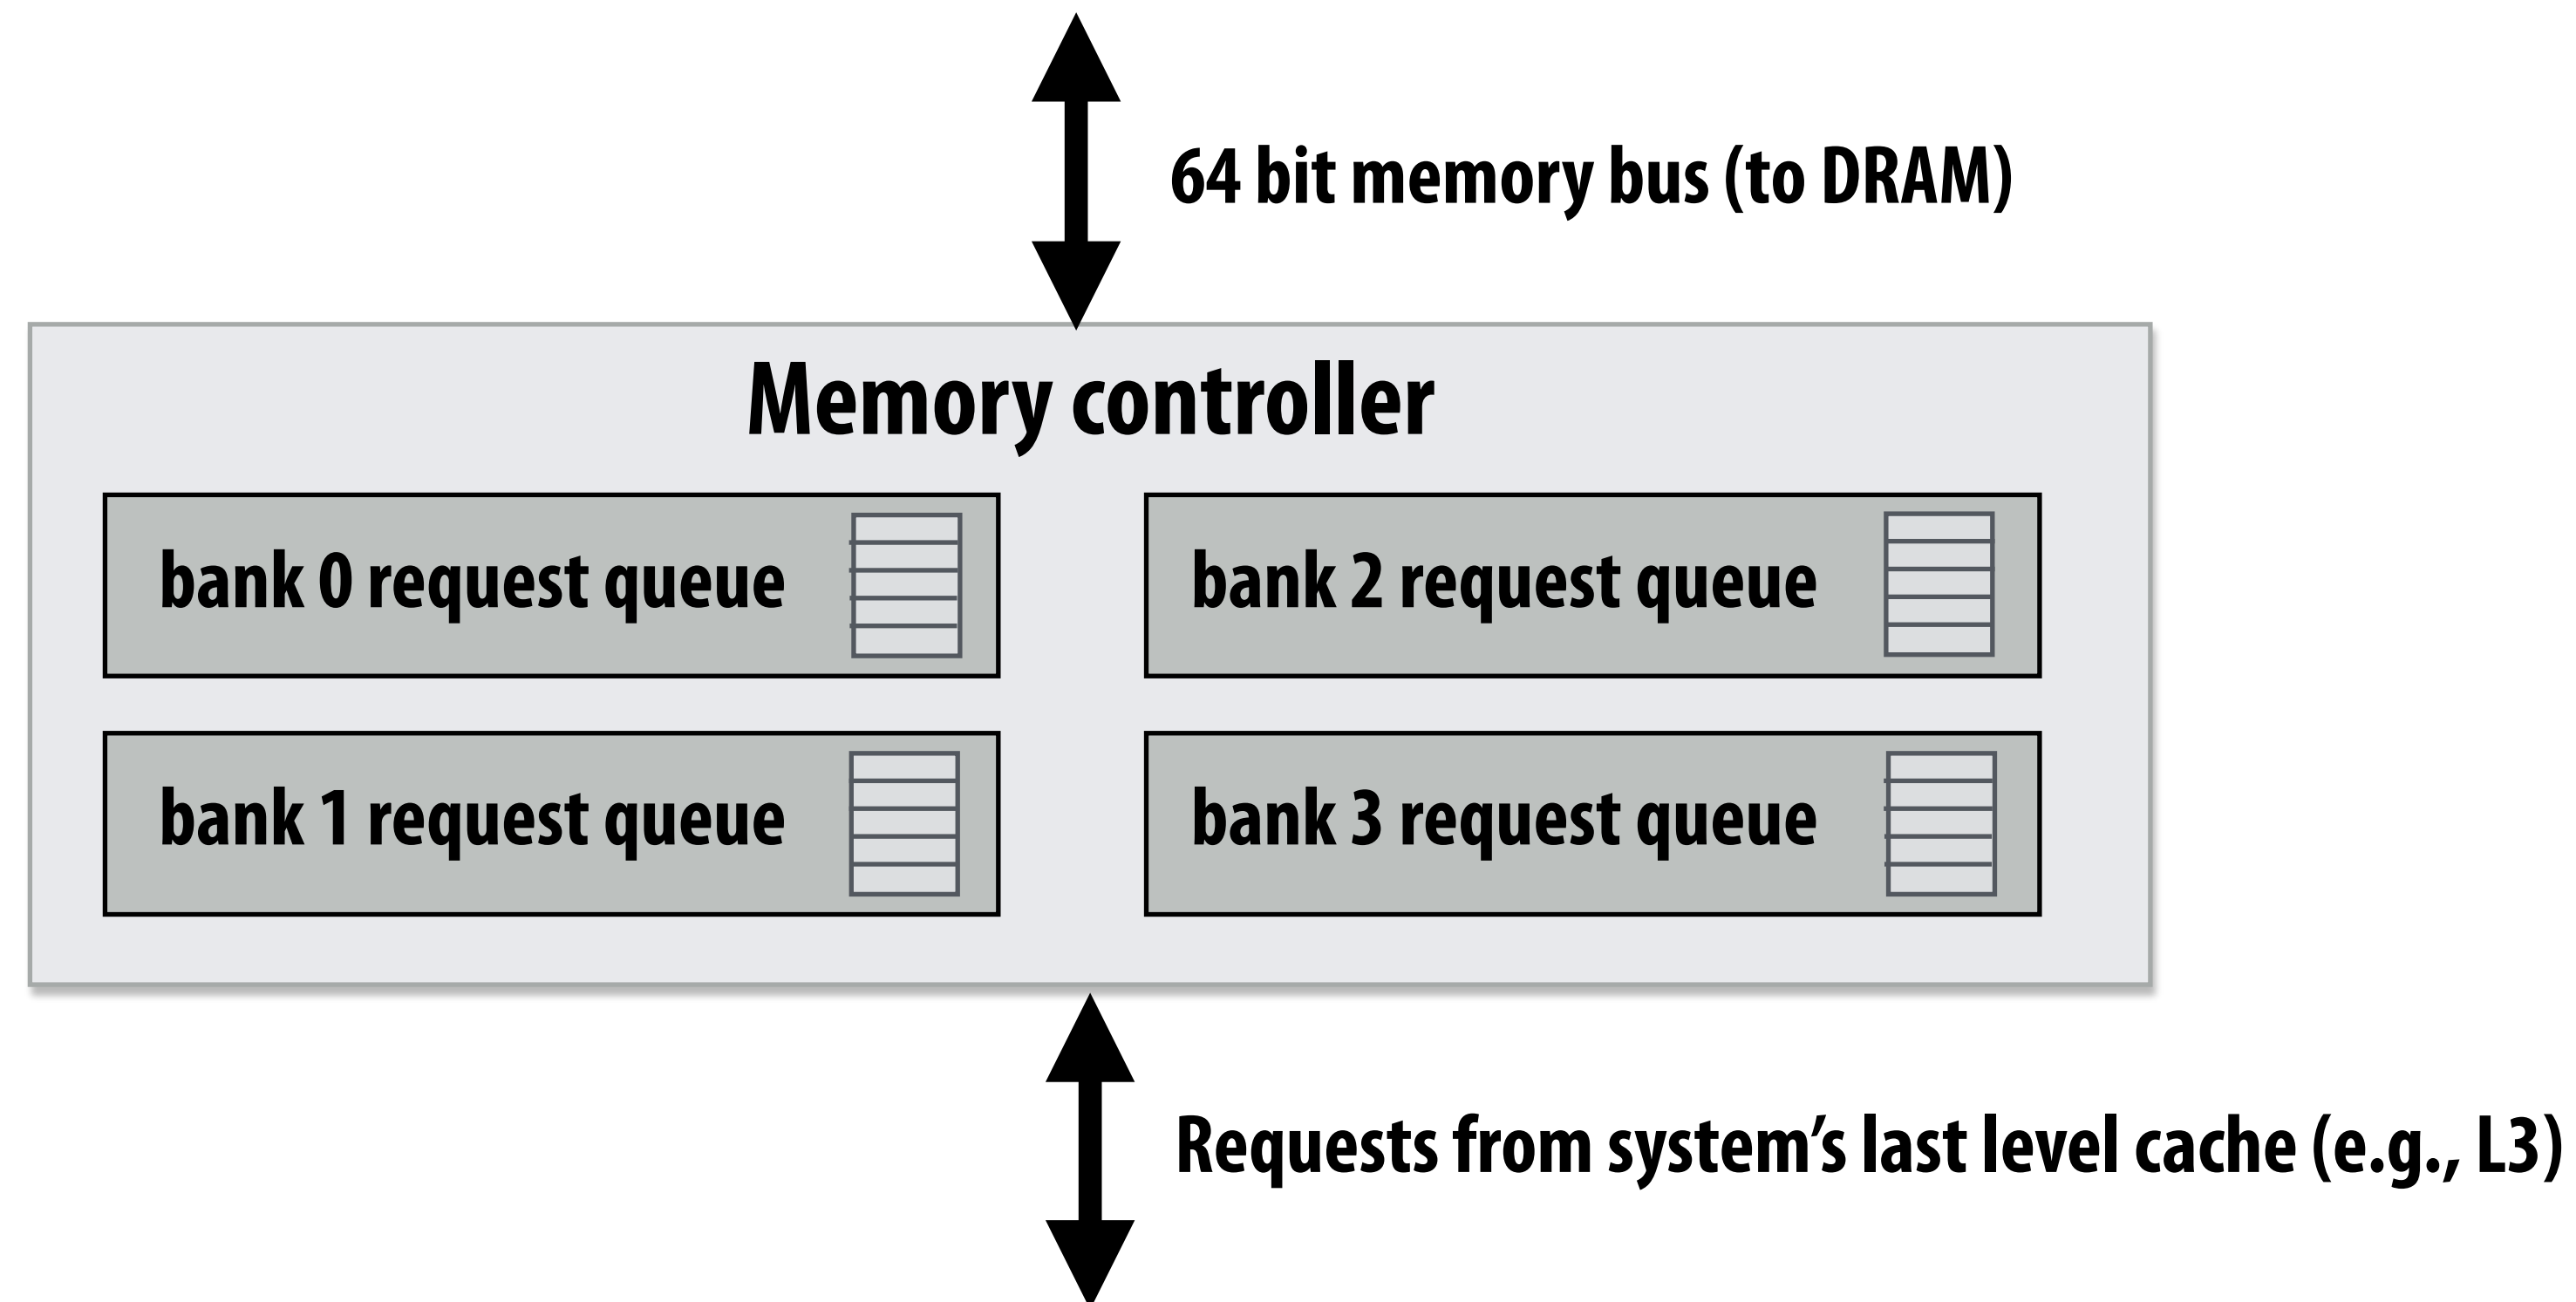 64 bit memory bus (to DRAM)
Memory controller
bank 0 request queue
bank 2 request queue
bank 1 request queue
bank 3 request queue
Requests from system’s last level cache (e.g., L3)